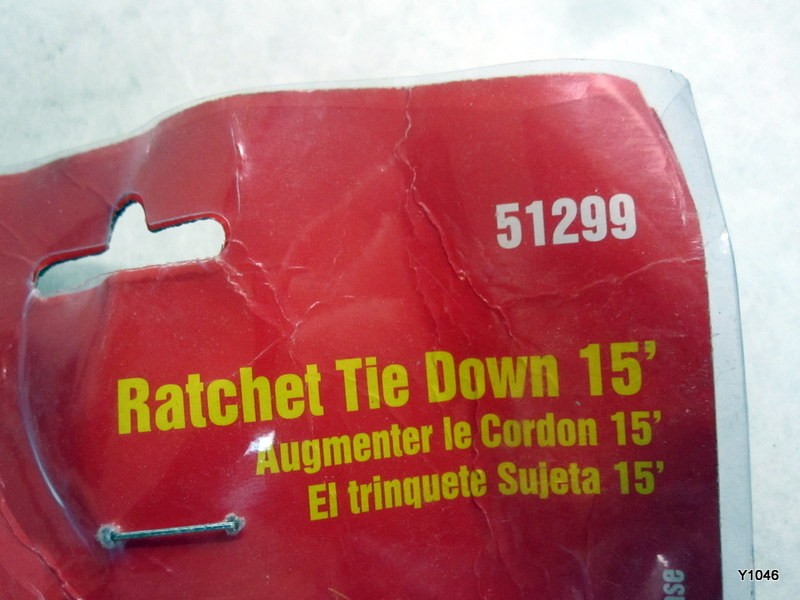 51299
Ratchet Tie Down 15'
Augmenter le Cordon 15'
El trinquete Sujeta 15'
Y1046